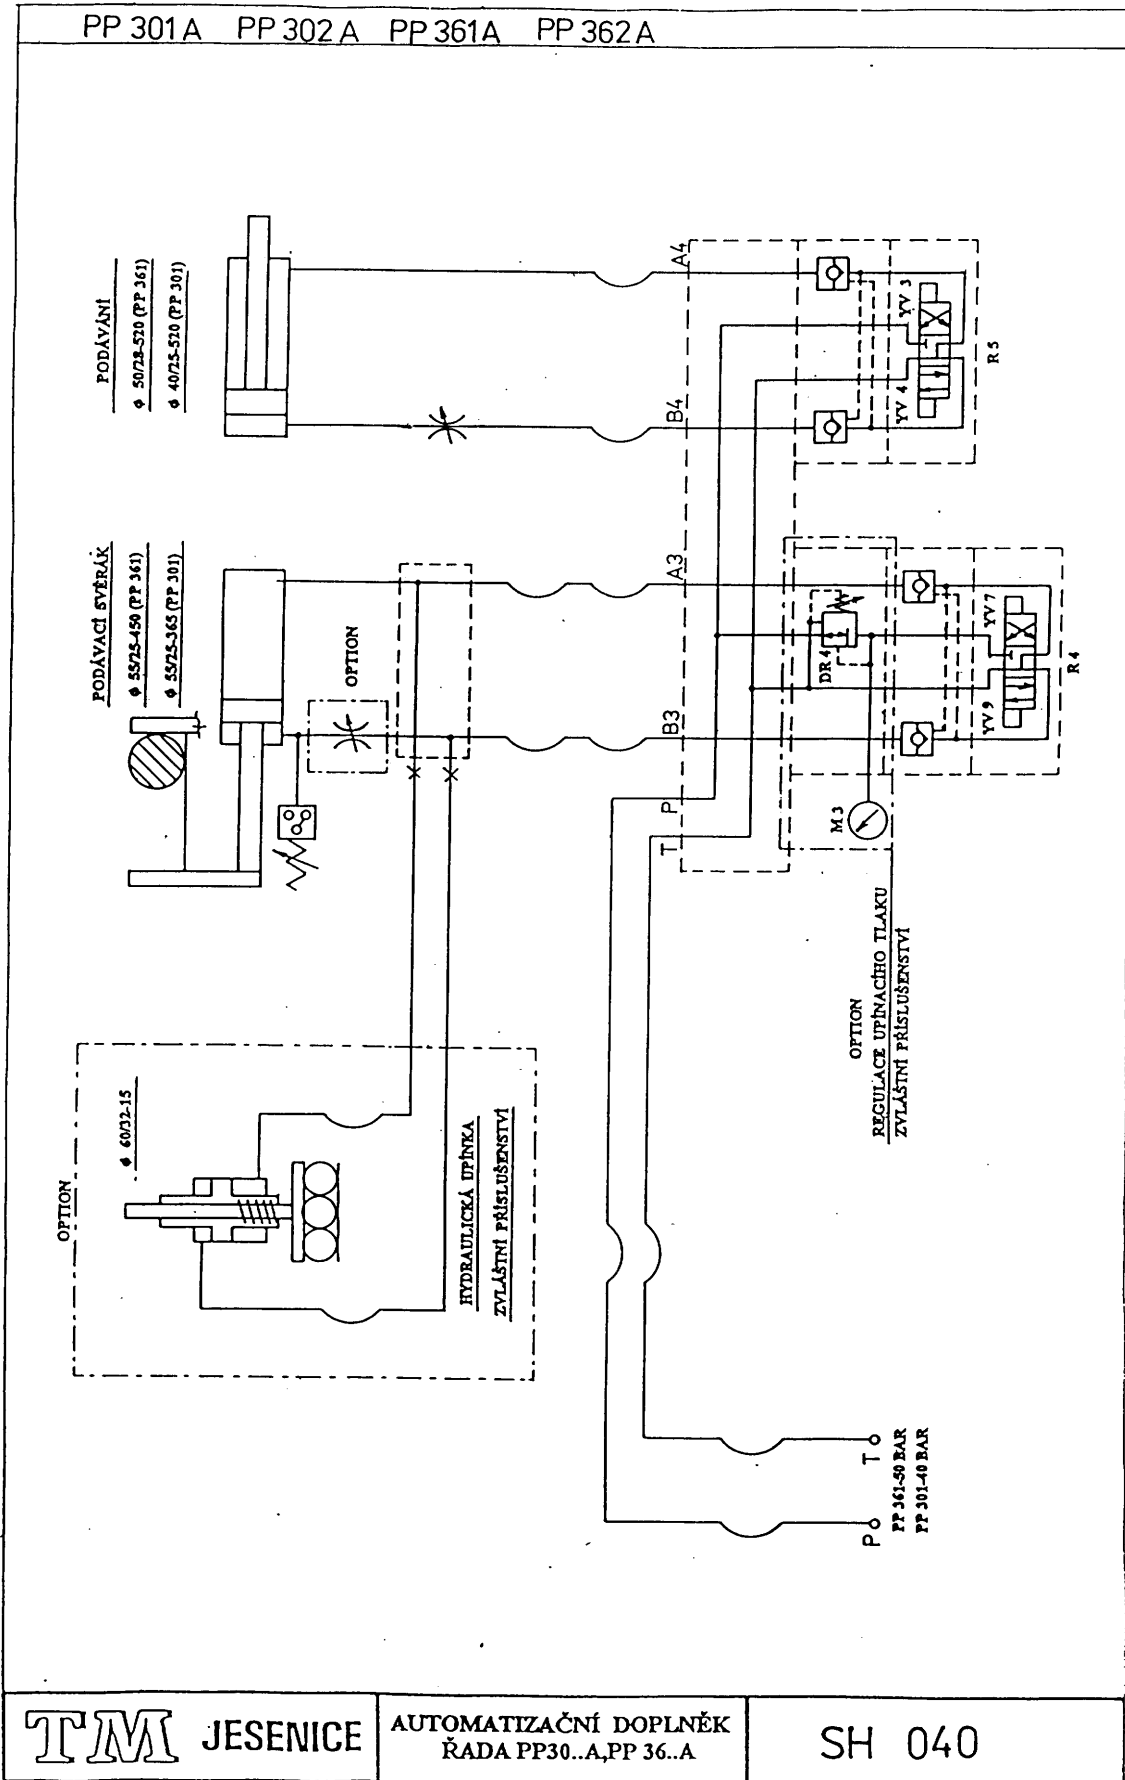 PP 301A PP 302A PP 361A PP 362A
PODÁVÁNÍ
ϕ 50/28-520 (PP 361)
ϕ 40/25-520 (PP 301)
A4
B4
YV 3
YV 4
R 5
PODÁVACÍ SVĚRÁK
ϕ 55/25-450 (PP 361)
ϕ 55/25-365 (PP 301)
OPTION
A3
B3
P
T
DR 4
M 3
YV 7
YV 9
R 4
OPTION
REGULACE UPÍNACÍHO TLAKU
ZVLÁŠTNÍ PŘÍSLUŠENSTVÍ
OPTION
ϕ 60/32-15
HYDRAULICKÁ UPÍNKA
ZVLÁŠTNÍ PŘÍSLUŠENSTVÍ
T
P
PP 361-50 BAR
PP 301-40 BAR
TM JESENICE
AUTOMATIZAČNÍ DOPLNĚK
ŘADA PP30..A,PP 36..A
SH 040